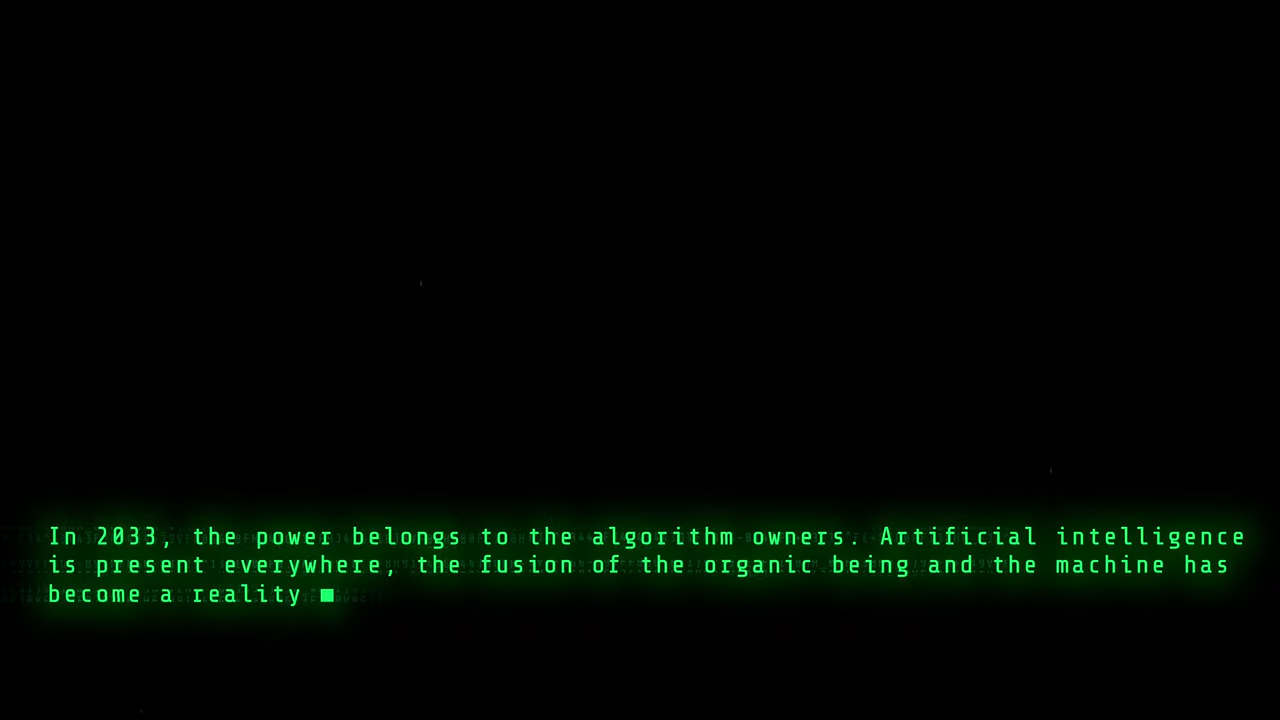 In 2033, the power belongs to the algorithm owners. Artificial intelligence
is present everywhere, the fusion of the organic being and the machine has
become a reality